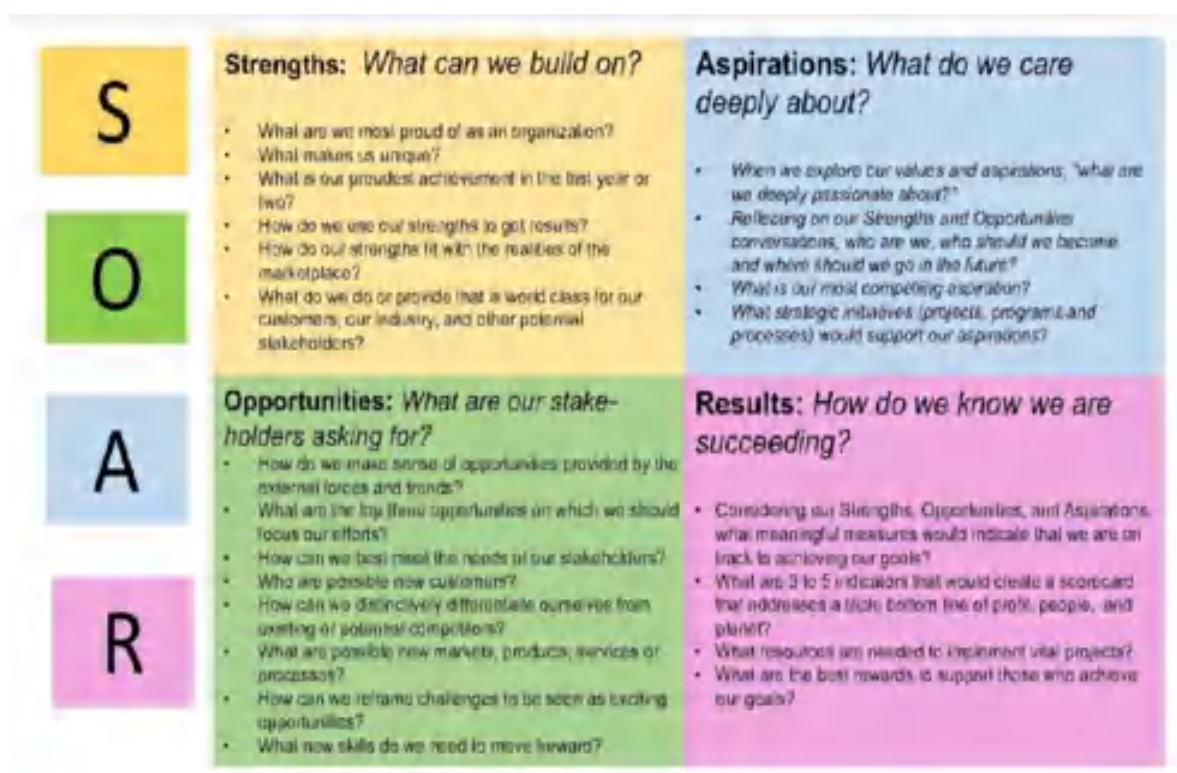 S
O
A
R
Strengths: What can we build on?
• What are we most proud of as an organization?
• What makes us unique?
• What is our proudest achievement in the last year or
two?
• How do we use our strengths to get results?
• How do our strengths fit with the realities of the
marketplace?
• What do we do or provide that is world class for our
customers, our industry, and other potential
stakeholders?
Aspirations: What do we care
deeply about?
• When we explore our values and aspirations, "what are
we deeply passionate about?"
• Reflecting on our Strengths and Opportunities
conversations, who are we, who should we become
and where should we go in the future?
• What is our most compelling aspiration?
• What strategic initiatives (projects, programs and
processes) would support our aspirations?
Opportunities: What are our stake-
holders asking for?
• How do we make sense of opportunities provided by the
external forces and trends?
• What are the top three opportunities on which we should
focus our efforts?
• How can we best meet the needs of our stakeholders?
• Who are possible new customers?
• How can we distinctively differentiate ourselves from
existing or potential competitors?
• What are possible new markets, products, services or
processes?
• How can we reframe challenges to be seen as exciting
opportunities?
• What new skills do we need to move forward?
Results: How do we know we are
succeeding?
• Considering our Strengths, Opportunities, and Aspirations,
what meaningful measures would indicate that we are on
track to achieving our goals?
• What are 3 to 5 indicators that would create a scorecard
that addresses a triple bottom line of profit, people, and
planet?
• What resources are needed to implement vital projects?
• What are the best rewards to support those who achieve
our goals?